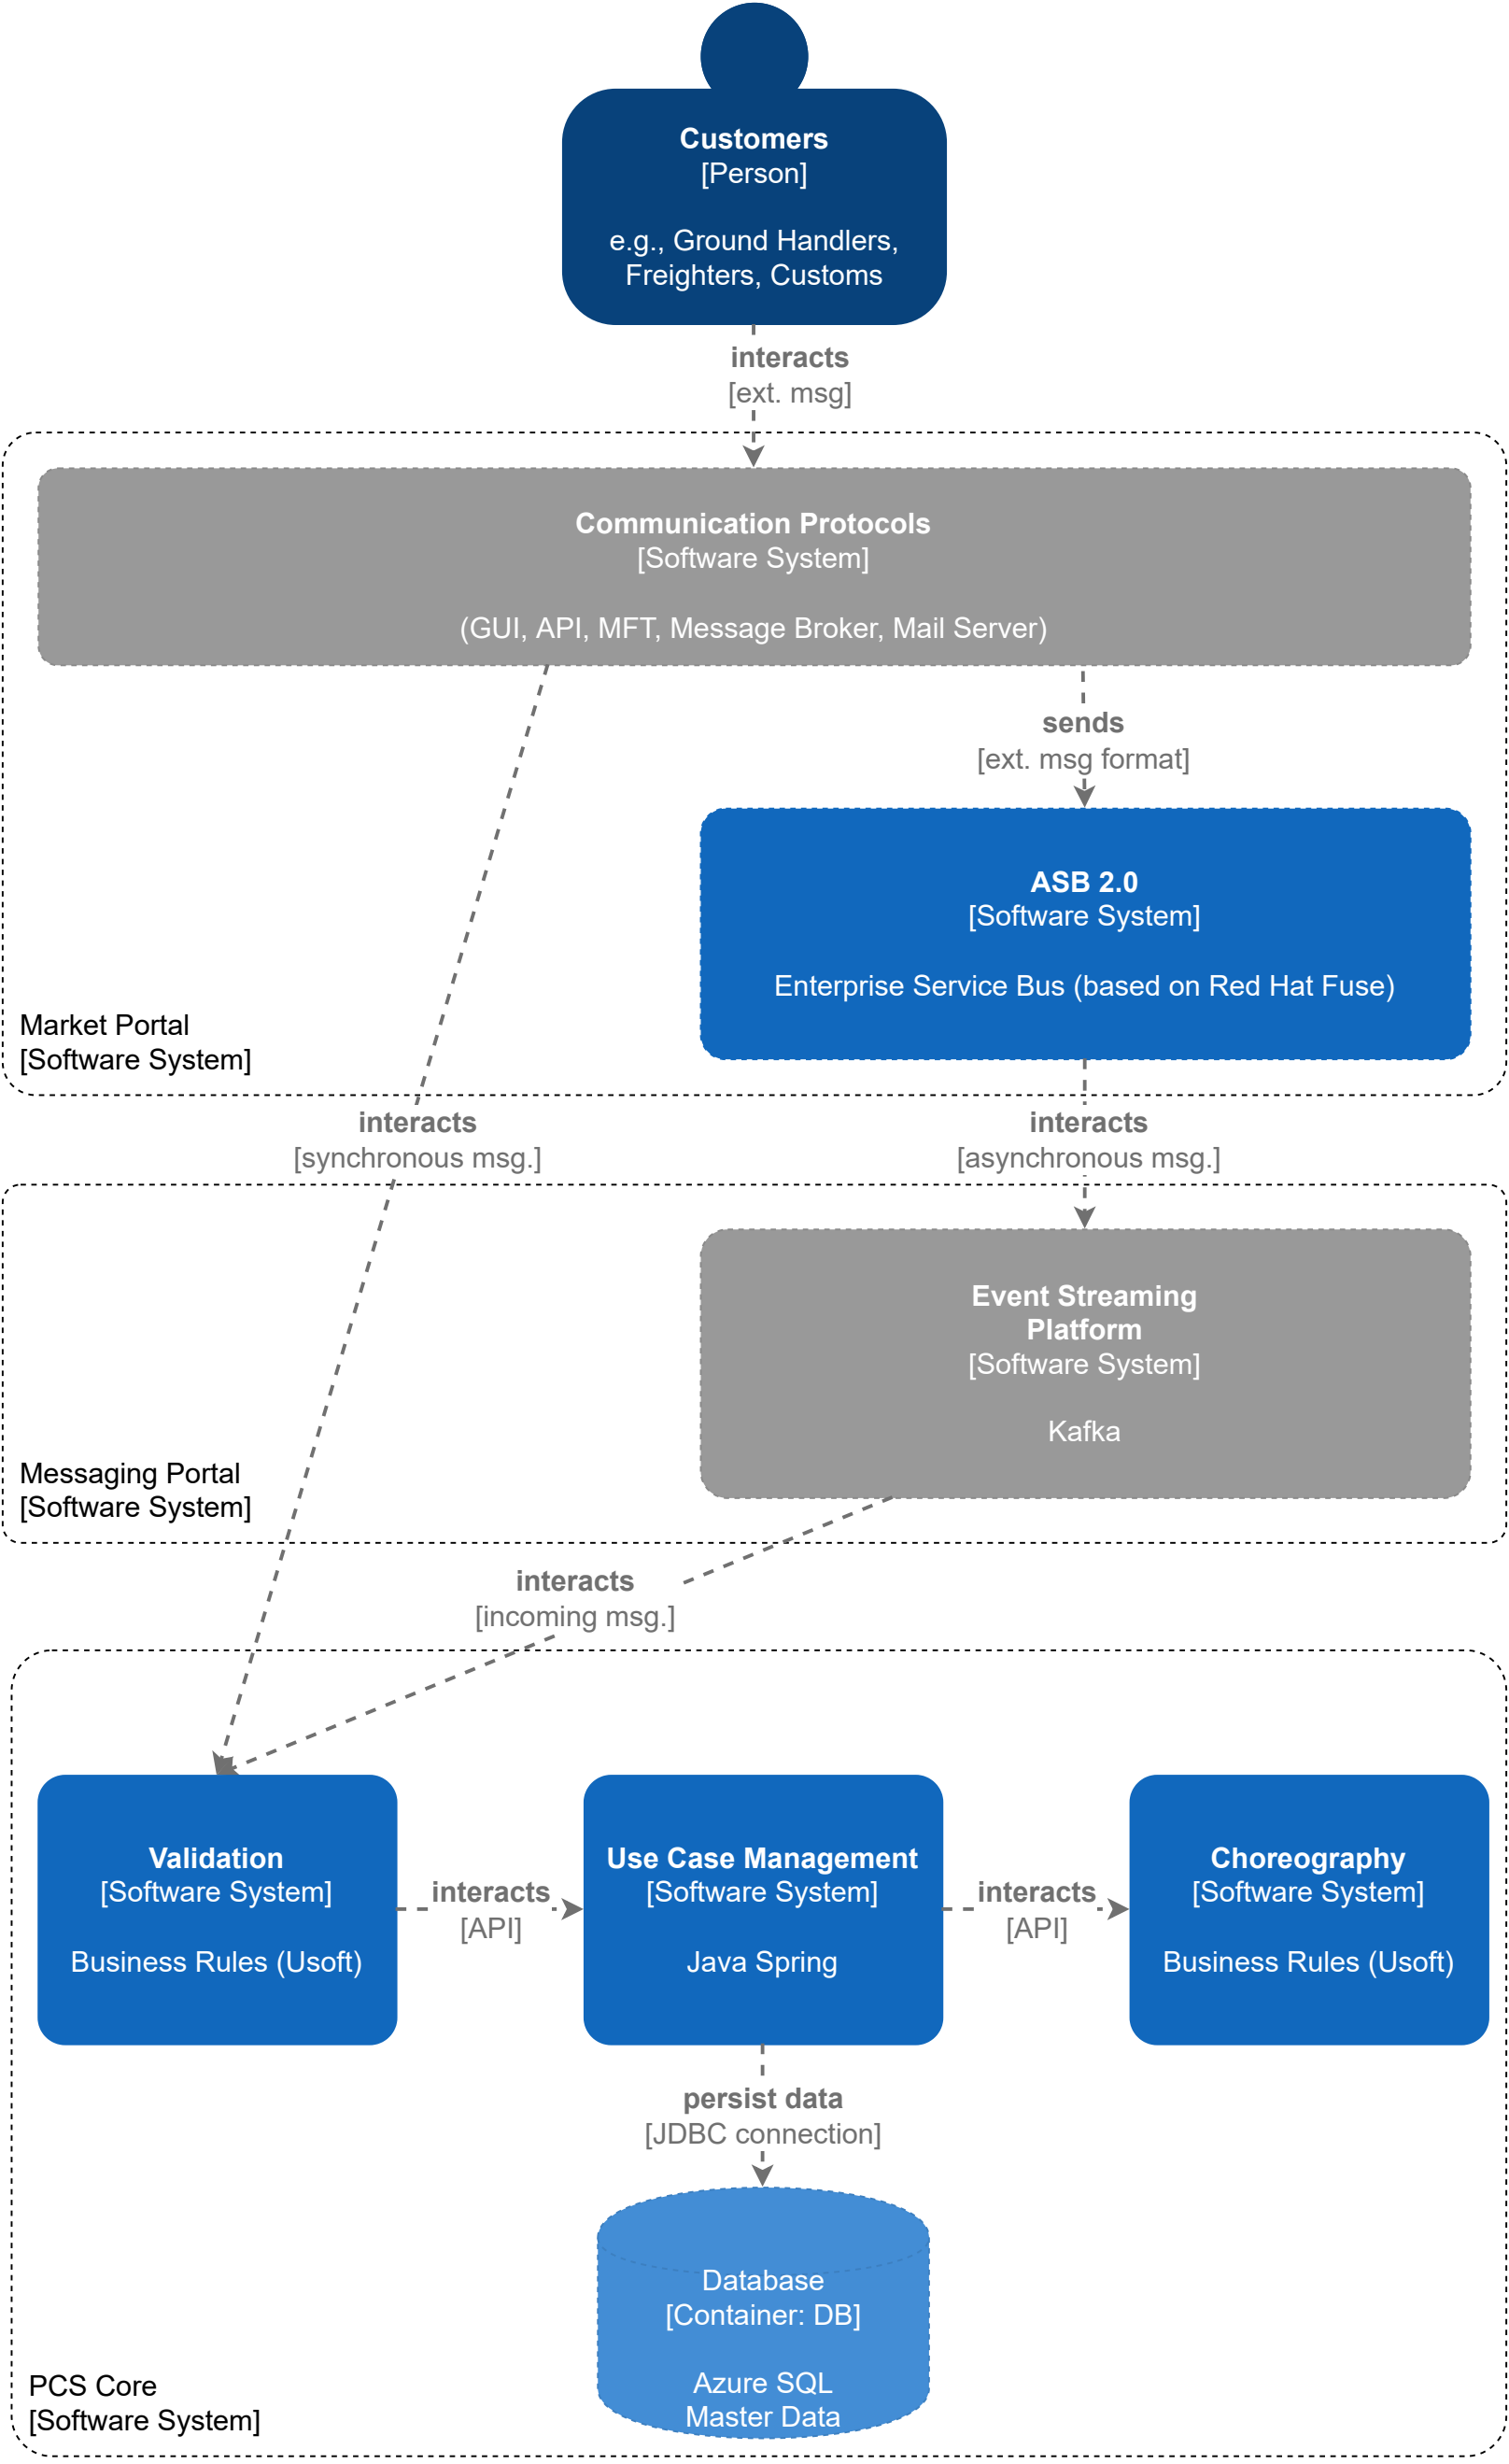 Customers
[Person]
e.g., Ground Handlers,
Freighters, Customs
interacts
[ext. msg]
Communication Protocols
[Software System]
(GUI, API, MFT, Message Broker, Mail Server)
sends
[ext. msg format]
ASB 2.0
[Software System]
Enterprise Service Bus (based on Red Hat Fuse)
Market Portal
[Software System]
interacts
[synchronous msg.]
interacts
[asynchronous msg.]
Event Streaming
Platform
[Software System]
Kafka
Messaging Portal
[Software System]
interacts
[incoming msg.]
Validation
[Software System]
Business Rules (Usoft)
interacts
[API]
Use Case Management
[Software System]
Java Spring
interacts
[API]
Choreography
[Software System]
Business Rules (Usoft)
persist data
[JDBC connection]
Database
[Container: DB]
Azure SQL
Master Data
PCS Core
[Software System]